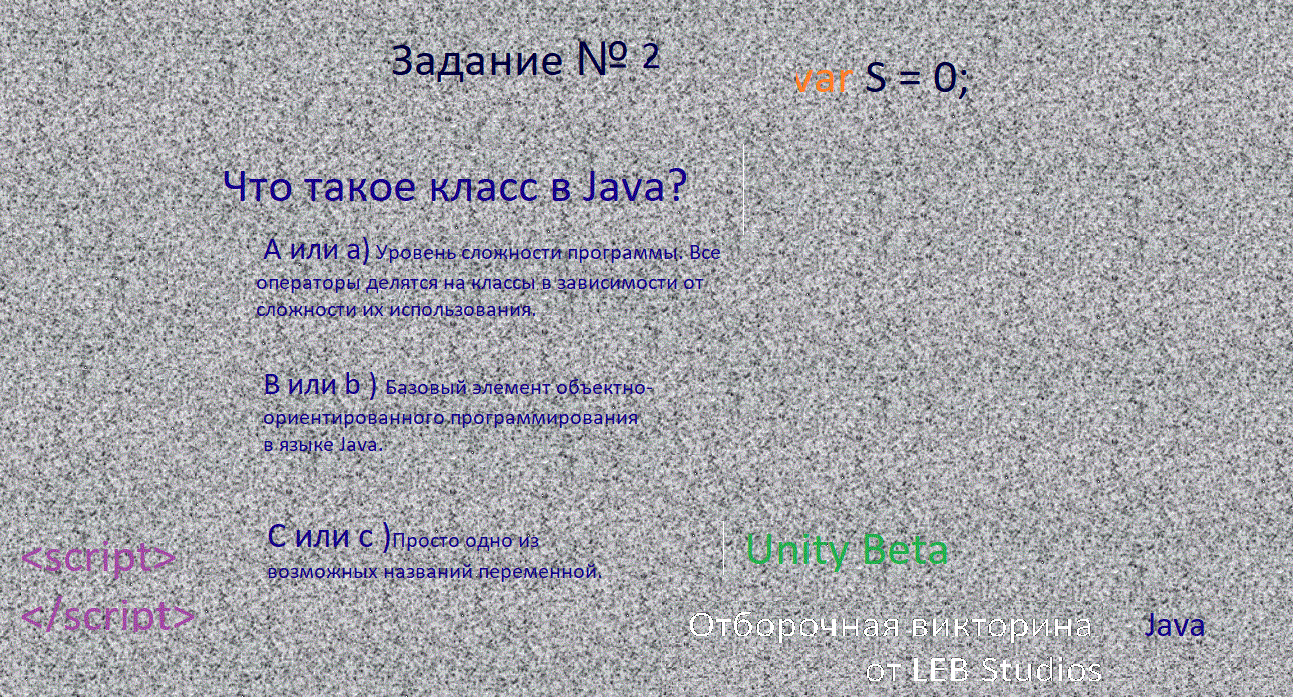 Задание № 2
var S = 0;
Что такое класс в Java?
А или а) Уровень сложности программы. Все
операторы делятся на классы в зависимости от
сложности их использования.
В или b ) Базовый элемент объектно-
ориентированного программирования
в языке Java.
С или с )Просто одно из
возможных названий переменной.
<script>
</script>
Unity Beta
Отборочная викторина
от LEB Studios
Java